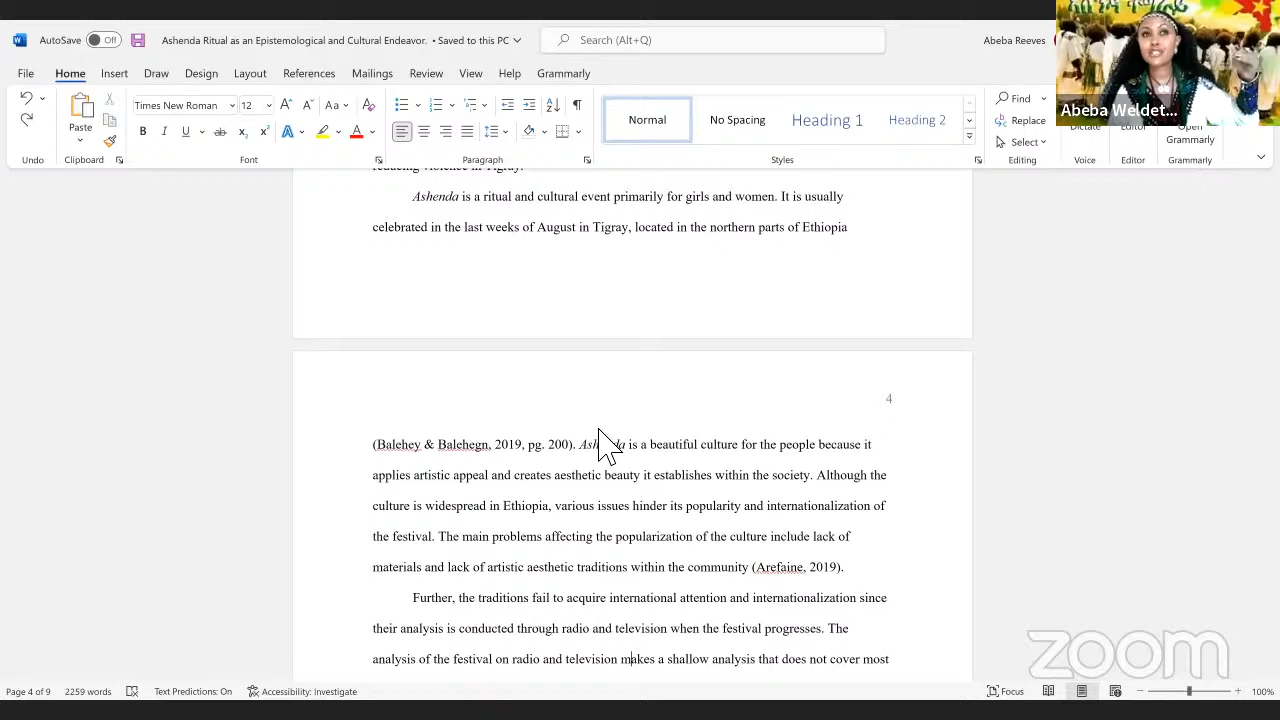 AutoSave Off Ashenda Ritual as an Epistemological and Cultural Endeavor. • Saved to this PC Search (Alt+Q) Abeba Reeves
File Home Insert Draw Design Layout References Mailings Review View Help Grammarly
Abeba Weldet...
Paste
Times New Roman 12
Normal No Spacing Heading 1 Heading 2
Find
Replace
Select
Dictate Editor Open Grammarly
Undo Clipboard Font Paragraph Styles Editing Voice Editor Grammarly
reducing violence in Tigray.
Ashenda is a ritual and cultural event primarily for girls and women. It is usually
celebrated in the last weeks of August in Tigray, located in the northern parts of Ethiopia
4
(Balehey & Balehegn, 2019, pg. 200). Ashenda is a beautiful culture for the people because it
applies artistic appeal and creates aesthetic beauty it establishes within the society. Although the
culture is widespread in Ethiopia, various issues hinder its popularity and internationalization of
the festival. The main problems affecting the popularization of the culture include lack of
materials and lack of artistic aesthetic traditions within the community (Arefaine, 2019).
Further, the traditions fail to acquire international attention and internationalization since
their analysis is conducted through radio and television when the festival progresses. The
analysis of the festival on radio and television makes a shallow analysis that does not cover most
zoom
Page 4 of 9 2259 words Text Predictions: On Accessibility: Investigate Focus 100%